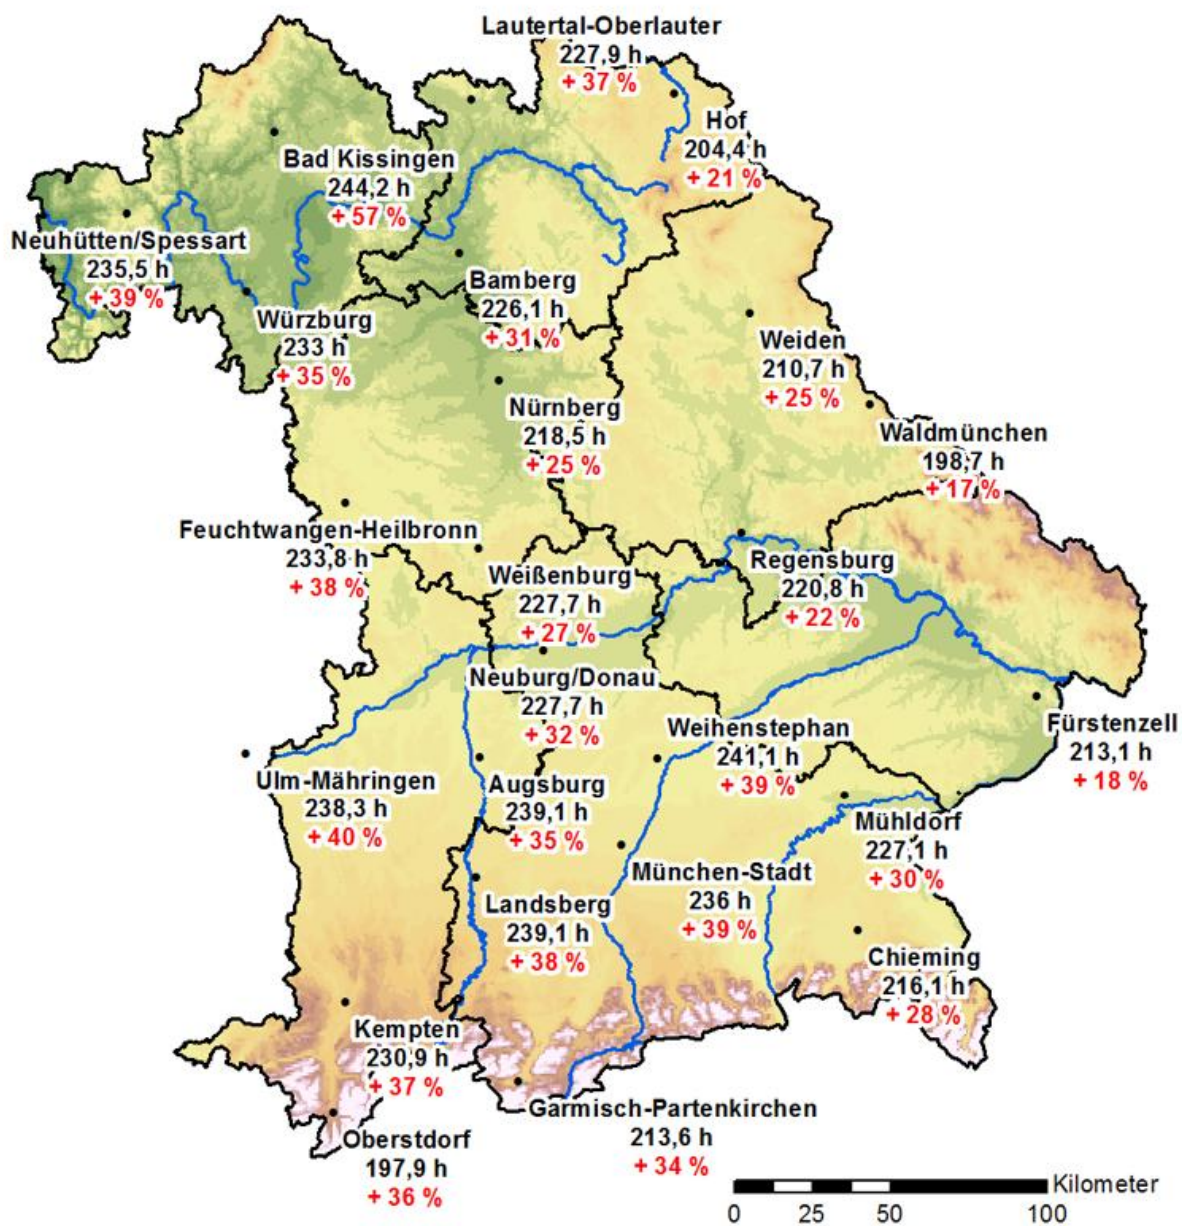 Lautertal-Oberlauter
227,9 h
+ 37 %
Hof
204,4 h
+ 21 %
Bad Kissingen
244,2 h
+ 57 %
Neuhütten/Spessart
235,5 h
+ 39 %
Bamberg
226,1 h
+ 31 %
Würzburg
233 h
+ 35 %
Weiden
210,7 h
+ 25 %
Nürnberg
218,5 h
+ 25 %
Waldmünchen
198,7 h
+ 17 %
Feuchtwangen-Heilbronn
233,8 h
+ 38 %
Weißenburg
227,7 h
+ 27 %
Regensburg
220,8 h
+ 22 %
Neuburg/Donau
227,7 h
+ 32 %
Weihenstephan
241,1 h
+ 39 %
Fürstenzell
213,1 h
+ 18 %
Ulm-Mähringen
238,3 h
+ 40 %
Augsburg
239,1 h
+ 35 %
Mühldorf
227,1 h
+ 30 %
München-Stadt
236 h
+ 39 %
Landsberg
239,1 h
+ 38 %
Chieming
216,1 h
+ 28 %
Kempten
230,9 h
+ 37 %
Garmisch-Partenkirchen
213,6 h
+ 34 %
Oberstdorf
197,9 h
+ 36 %
Kilometer
0 25 50 100